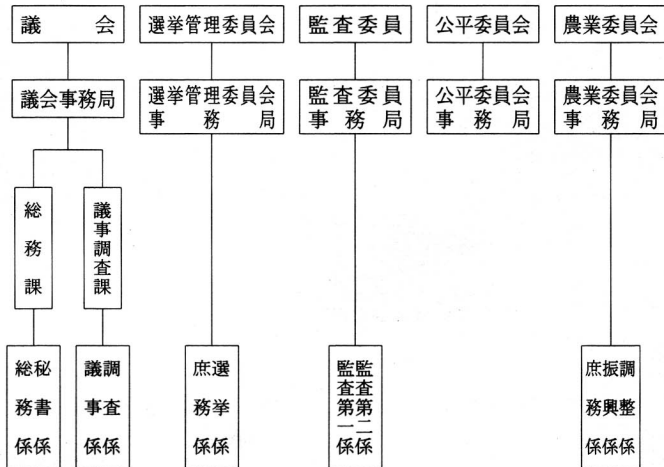 議会
選挙管理委員会
監査委員
公平委員会
農業委員会
議会事務局
選挙管理委員会
事務局
監査委員
事務局
公平委員会
事務局
農業委員会
事務局
総務課
議事調査課
総務係
秘書係
議事係
調査係
庶務係
選挙係
監査第一係
監査第二係
庶務係
振興係
調整係